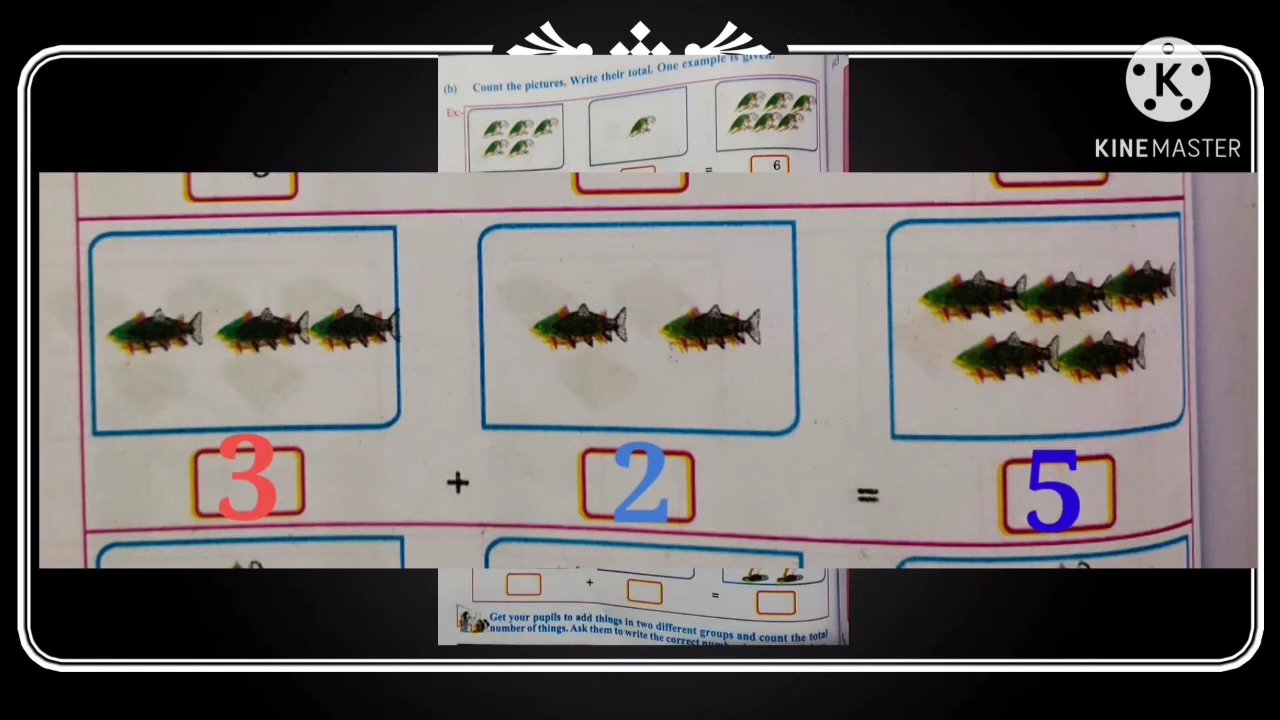 (b) Count the pictures. Write their total. One example is given.
Ex:-
= 6
KINEMASTER
3 + 2 = 5
+ =
Get your pupils to add things in two different groups and count the total
number of things. Ask them to write the correct